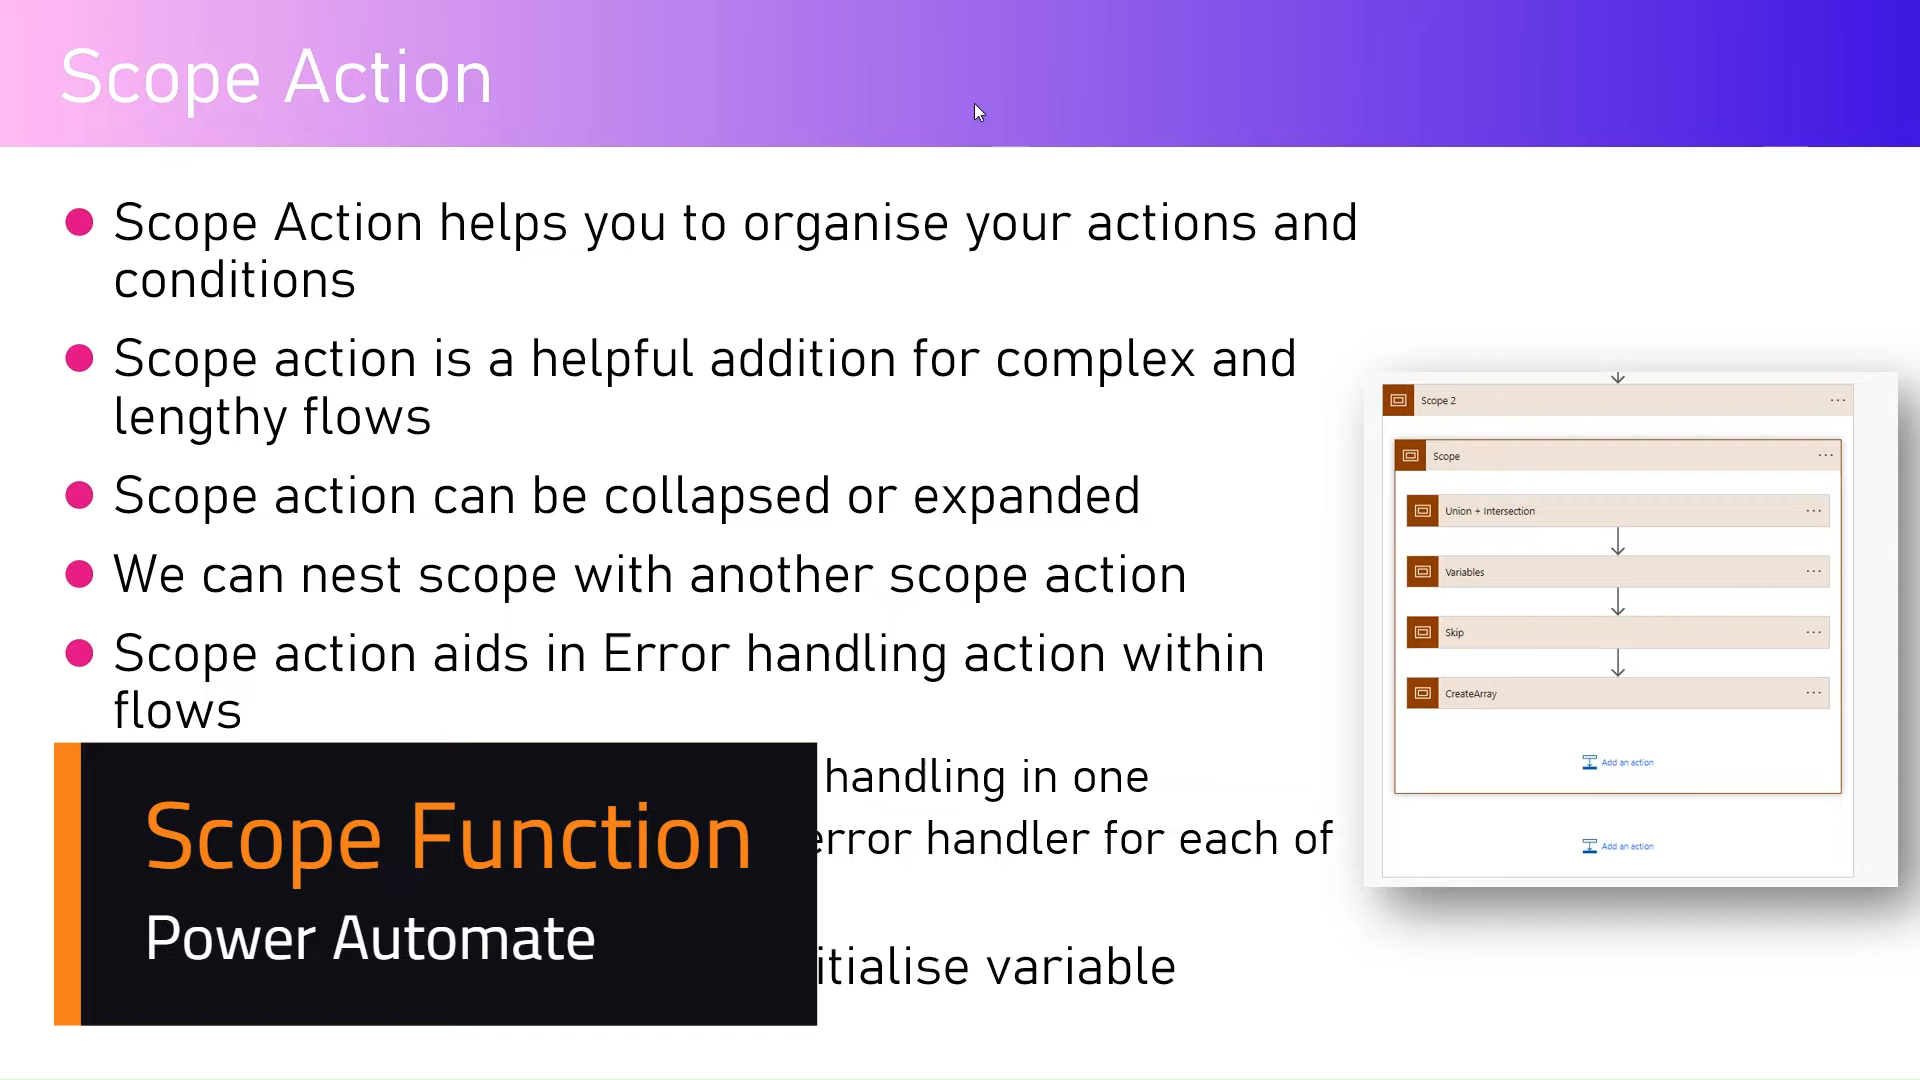 Scope Action
Scope Action helps you to organise your actions and
conditions
Scope action is a helpful addition for complex and
lengthy flows
Scope action can be collapsed or expanded
We can nest scope with another scope action
Scope action aids in Error handling action within
flows
handling in one
error handler for each of
variable
Scope Function
Power Automate
Scope 2
Scope
Union + Intersection
Variables
Skip
CreateArray
Add an action
Add an action